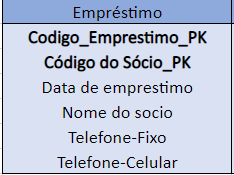 Empréstimo
Codigo_Emprestimo_PK
Código do Sócio_PK
Data de emprestimo
Nome do socio
Telefone-Fixo
Telefone-Celular